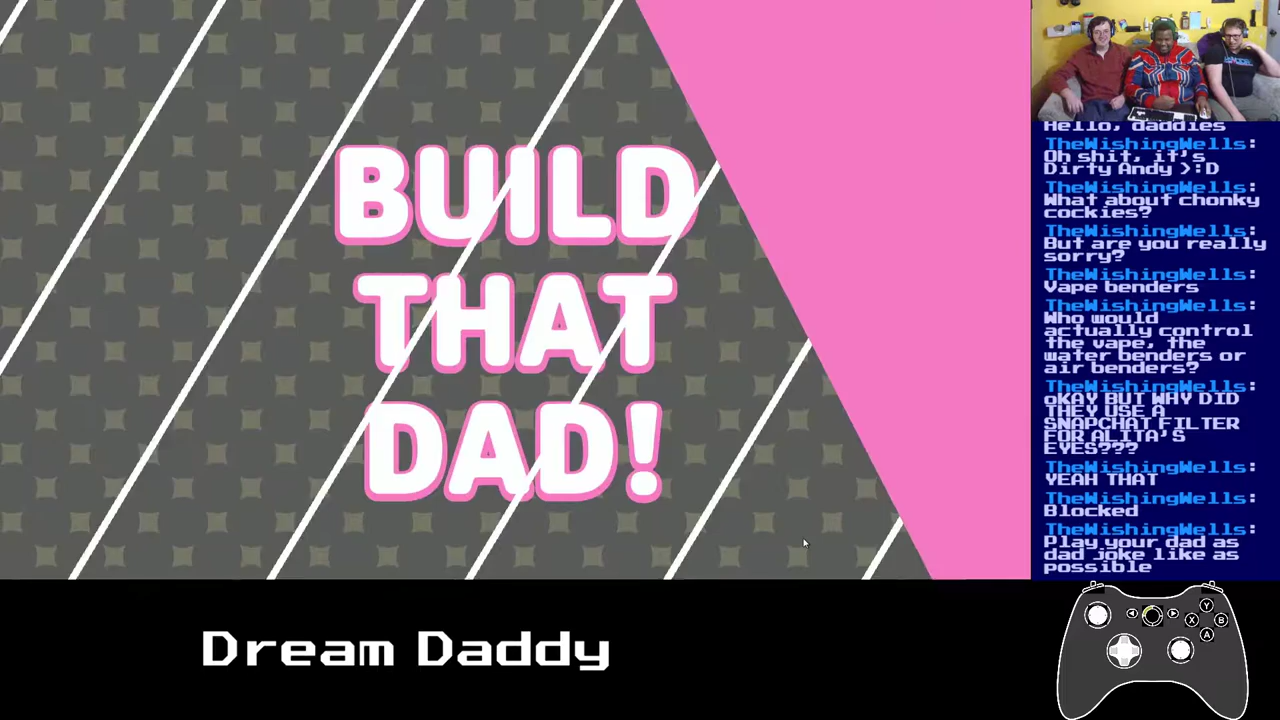 BUILD
THAT
DAD!
Hello, daddies
TheWishingWells:
Oh shit, it's
Dirty Andy >:D
TheWishingWells:
What about chonky
cockies?
TheWishingWells:
But are you really
sorry?
TheWishingWells:
Vape benders
TheWishingWells:
Who would
actually control
the vape, the
water benders or
air benders?
TheWishingWells:
oKAY BUT WHY DID
THEY USE A
SNAPCHAT FILTER
FOR ALITA'S
EYES???
TheWishingWells:
YEAH THAT
TheWishingWells:
Blocked
TheWishingWells:
Play your dad as
dad joke like as
possible
Dream Daddy
Y
X B
A